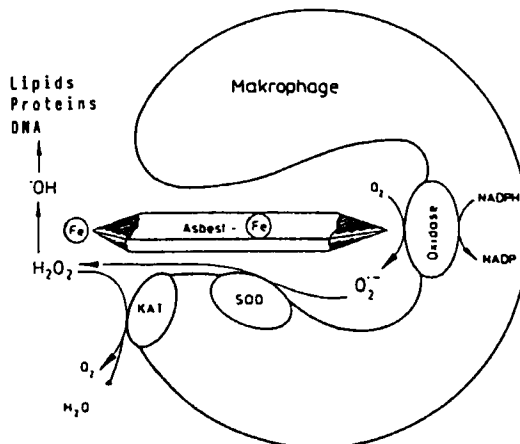 Lipids
Proteins
DNA
Makrophage
·OH
O₂
NADPH
Fe
Asbest - Fe
Oxidase
H₂O₂
O₂·⁻
NADP
KAT
SOD
O₂
H₂O